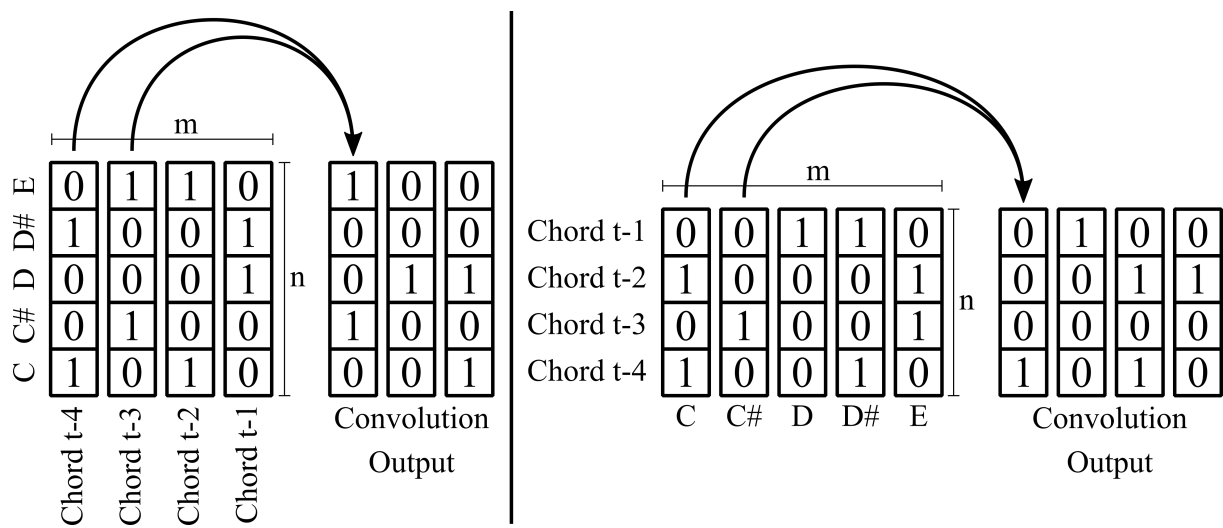 m
E 0 1 1 0 1 0 0
D# 1 0 0 1 0 0 0
D 0 0 0 1 n 0 1 1
C# 0 1 0 0 1 0 0
C 1 0 1 0 0 0 1
Chord t-4 Chord t-3 Chord t-2 Chord t-1
Convolution
Output
m
Chord t-1 0 0 1 1 0 0 1 0 0
Chord t-2 1 0 0 0 1 0 0 1 1
n
Chord t-3 0 1 0 0 1 0 0 0 0
Chord t-4 1 0 0 1 0 1 0 1 0
C C# D D# E
Convolution
Output